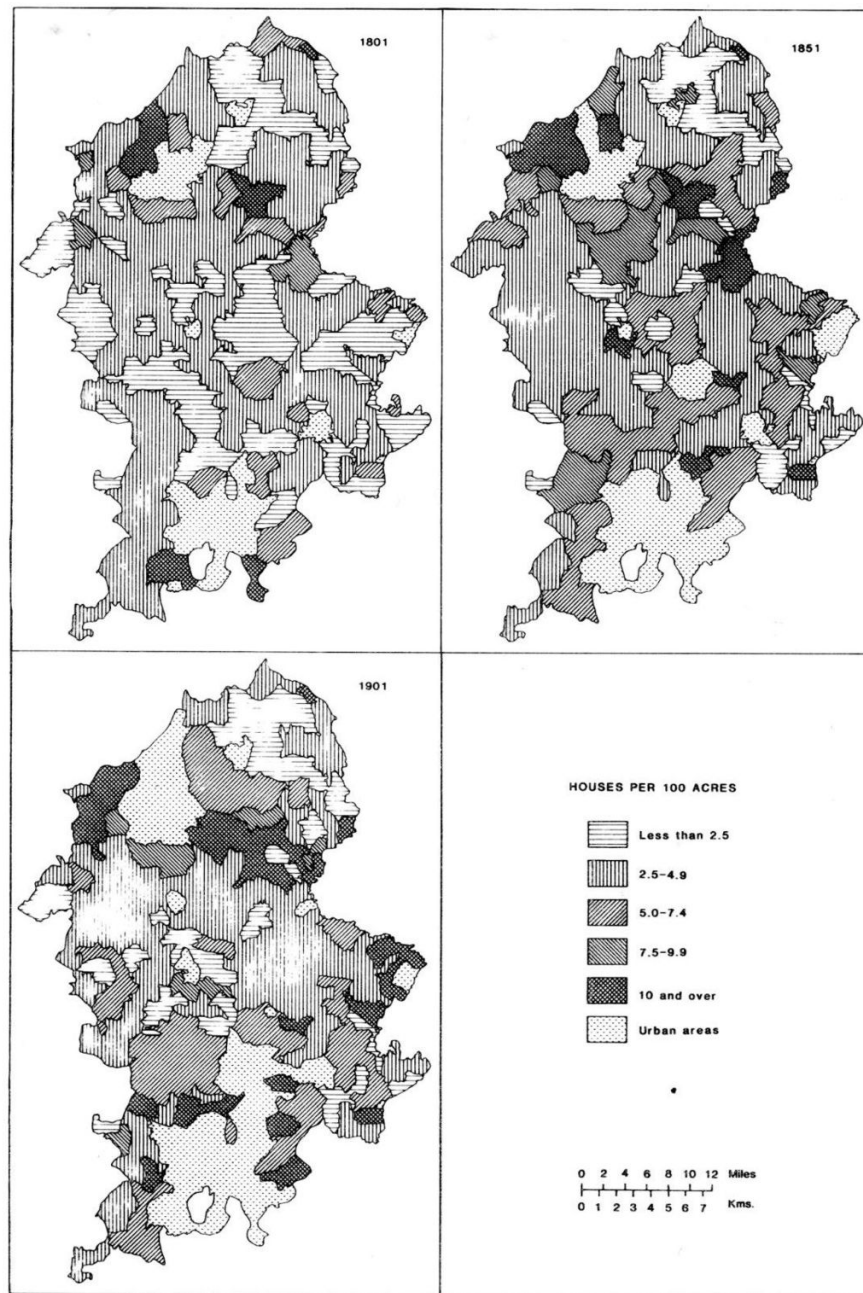 1801
1851
1901
HOUSES PER 100 ACRES
Less than 2.5
2.5–4.9
5.0–7.4
7.5–9.9
10 and over
Urban areas
0 2 4 6 8 10 12 Miles
0 1 2 3 4 5 6 7 Kms.